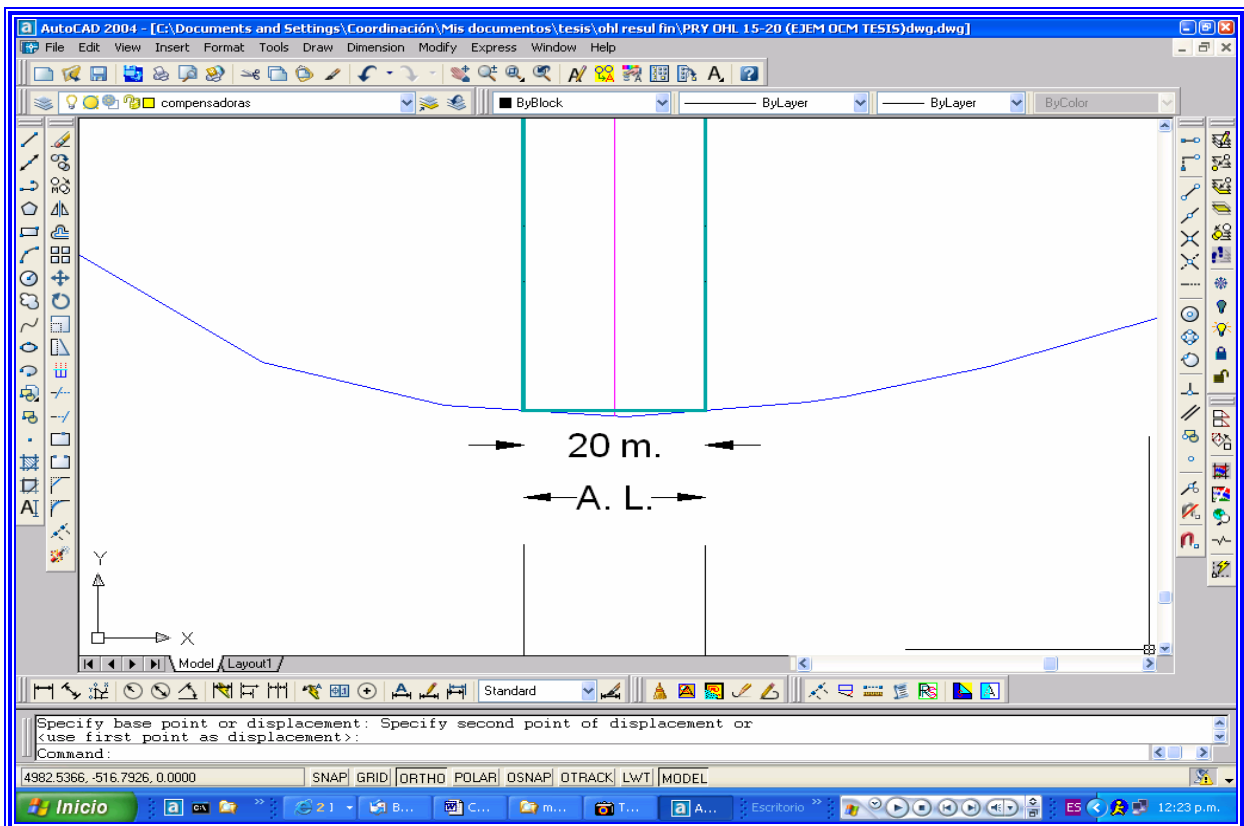 AutoCAD 2004 - [C:\Documents and Settings\Coordinación\Mis documentos\tesis\ohl resul fin\PRY OHL 15-20 (EJEM OCM TESIS)dwg.dwg]
File Edit View Insert Format Tools Draw Dimension Modify Express Window Help
compensadoras ByBlock ByLayer ByLayer ByColor
20 m.
A. L.
Y
X
Model Layout1
Standard
Specify base point or displacement: Specify second point of displacement or
<use first point as displacement>:
Command:
4982.5366, -516.7926, 0.0000 SNAP GRID ORTHO POLAR OSNAP OTRACK LWT MODEL
Inicio 2 I B... C... m... T... A... Escritorio ES 12:23 p.m.